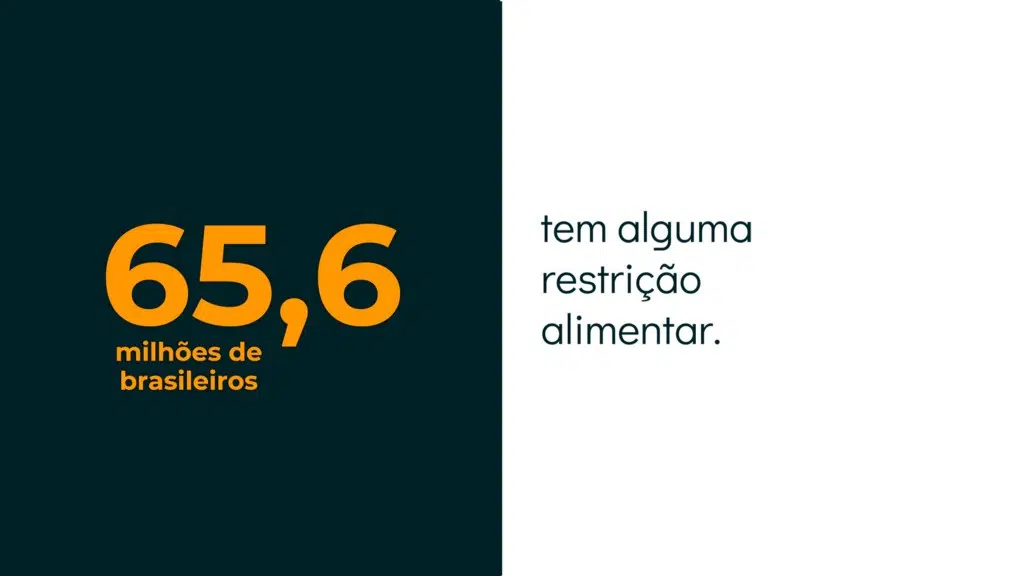 65,6
milhões de
brasileiros
tem alguma
restrição
alimentar.